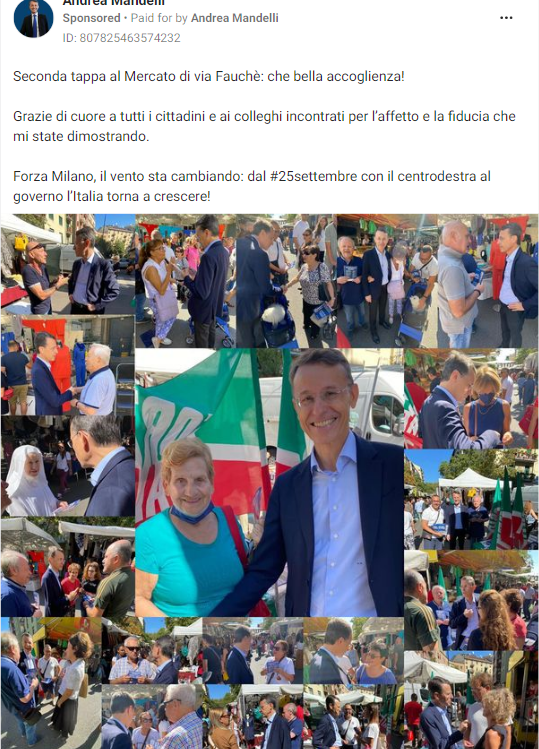 Andrea Mandelli
Sponsored • Paid for by Andrea Mandelli
ID: 807825463574232
Seconda tappa al Mercato di via Fauchè: che bella accoglienza!
Grazie di cuore a tutti i cittadini e ai colleghi incontrati per l’affetto e la fiducia che
mi state dimostrando.
Forza Milano, il vento sta cambiando: dal #25settembre con il centrodestra al
governo l’Italia torna a crescere!